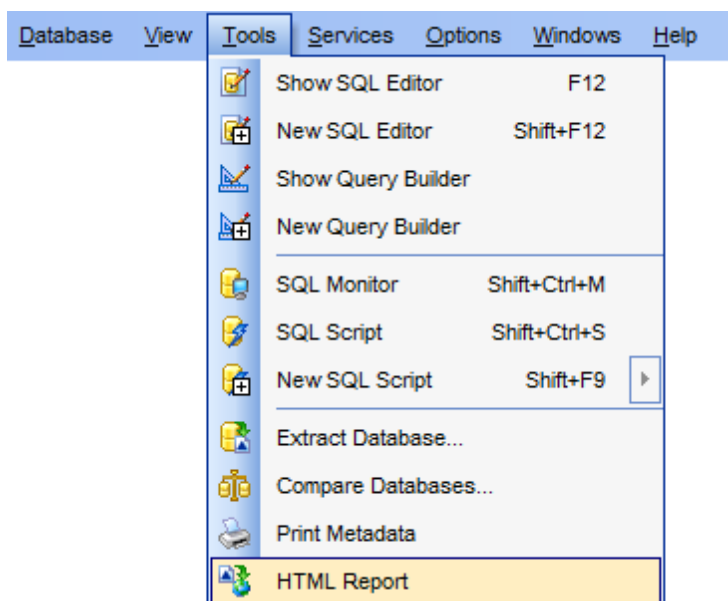 Database View Tools Services Options Windows Help
Show SQL Editor F12
New SQL Editor Shift+F12
Show Query Builder
New Query Builder
SQL Monitor Shift+Ctrl+M
SQL Script Shift+Ctrl+S
New SQL Script Shift+F9
Extract Database...
Compare Databases...
Print Metadata
HTML Report